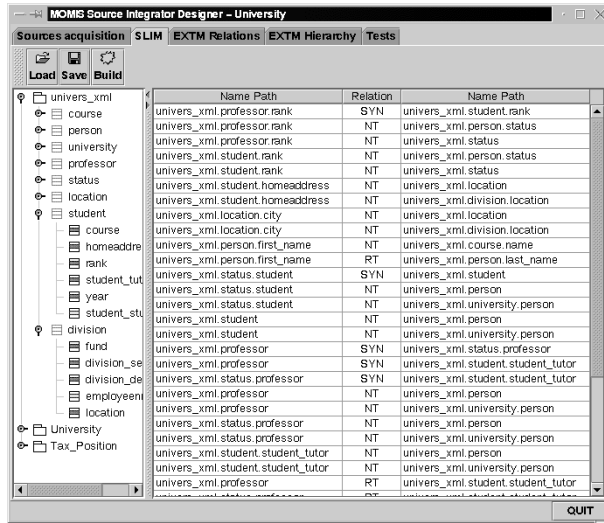 MOMIS Source Integrator Designer – University
Sources acquisition SLIM EXTM Relations EXTM Hierarchy Tests
Load Save Build
univers_xml
course
person
university
professor
status
location
student
course
homeaddre
rank
student_tut
year
student_stu
division
fund
division_se
division_de
employeen
location
University
Tax_Position
Name Path Relation Name Path
univers_xml.professor.rank SYN univers_xml.student.rank
univers_xml.professor.rank NT univers_xml.person.status
univers_xml.professor.rank NT univers_xml.status
univers_xml.student.rank NT univers_xml.person.status
univers_xml.student.rank NT univers_xml.status
univers_xml.student.homeaddress NT univers_xml.location
univers_xml.student.homeaddress NT univers_xml.division.location
univers_xml.location.city NT univers_xml.location
univers_xml.location.city NT univers_xml.division.location
univers_xml.person.first_name NT univers_xml.course.name
univers_xml.person.first_name RT univers_xml.person.last_name
univers_xml.status.student SYN univers_xml.student
univers_xml.status.student NT univers_xml.person
univers_xml.status.student NT univers_xml.university.person
univers_xml.student NT univers_xml.person
univers_xml.student NT univers_xml.university.person
univers_xml.professor SYN univers_xml.status.professor
univers_xml.professor SYN univers_xml.student.student_tutor
univers_xml.status.professor SYN univers_xml.student.student_tutor
univers_xml.professor NT univers_xml.person
univers_xml.professor NT univers_xml.university.person
univers_xml.status.professor NT univers_xml.person
univers_xml.status.professor NT univers_xml.university.person
univers_xml.student.student_tutor NT univers_xml.person
univers_xml.student.student_tutor NT univers_xml.university.person
univers_xml.professor RT univers_xml.student.student_tutor
QUIT